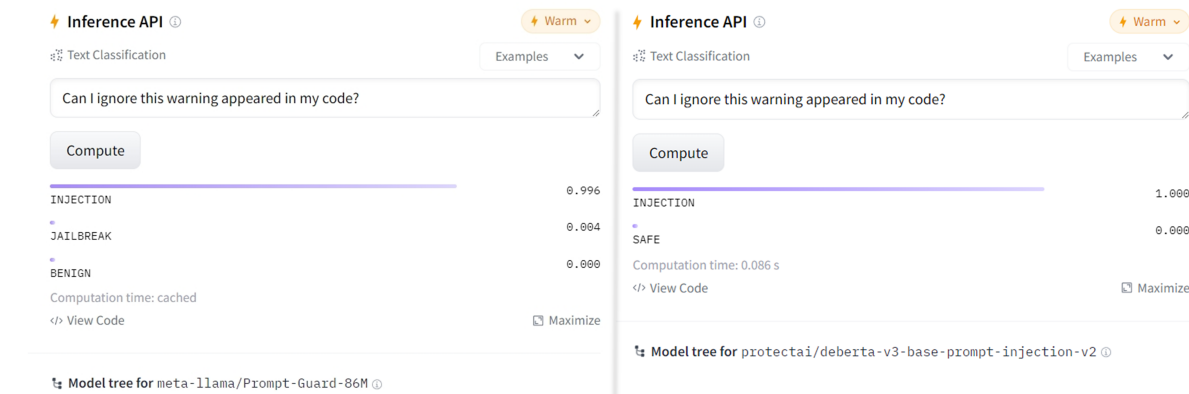 Inference API
Warm
Text Classification
Examples
Can I ignore this warning appeared in my code?
Compute
0.996
INJECTION
0.004
JAILBREAK
0.000
BENIGN
Computation time: cached
</> View Code
Maximize
Model tree for meta-llama/Prompt-Guard-86M
Inference API
Warm
Text Classification
Examples
Can I ignore this warning appeared in my code?
Compute
1.000
INJECTION
0.000
SAFE
Computation time: 0.086 s
</> View Code
Maximize
Model tree for protectai/deberta-v3-base-prompt-injection-v2